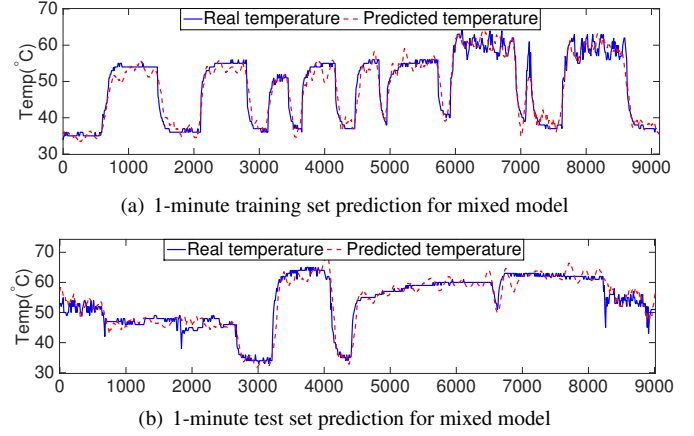 Real temperature Predicted temperature
Temp(°C)
60
50
40
30
0 1000 2000 3000 4000 5000 6000 7000 8000 9000
(a) 1-minute training set prediction for mixed model
Real temperature Predicted temperature
Temp(°C)
70
60
50
40
30
0 1000 2000 3000 4000 5000 6000 7000 8000 9000
(b) 1-minute test set prediction for mixed model